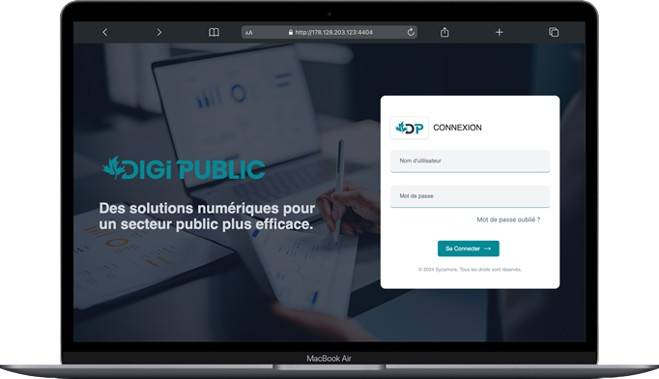 AA http://178.128.203.123:4404
DP CONNEXION
Nom d'utilisateur
DIGI PUBLIC
Mot de passe
Des solutions numériques pour
un secteur public plus efficace.
Mot de passe oublié ?
Se Connecter
© 2024 Sycamore. Tous les droits sont réservés.
MacBook Air